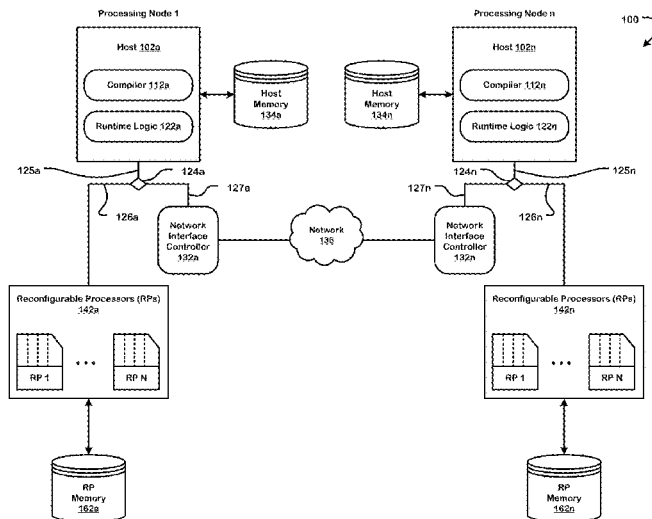 Processing Node 1
Processing Node n
100
Host 102a
Compiler 112a
Runtime Logic 122a
Host
Memory
134a
Host
Memory
134n
Host 102n
Compiler 112n
Runtime Logic 122n
125a
124a
127a
126a
124n
125n
127n
126n
Network
Interface
Controller
132a
Network
136
Network
Interface
Controller
132n
Reconfigurable Processors (RPs)
142a
RP 1
...
RP N
Reconfigurable Processors (RPs)
142n
RP 1
...
RP N
RP
Memory
162a
RP
Memory
162n